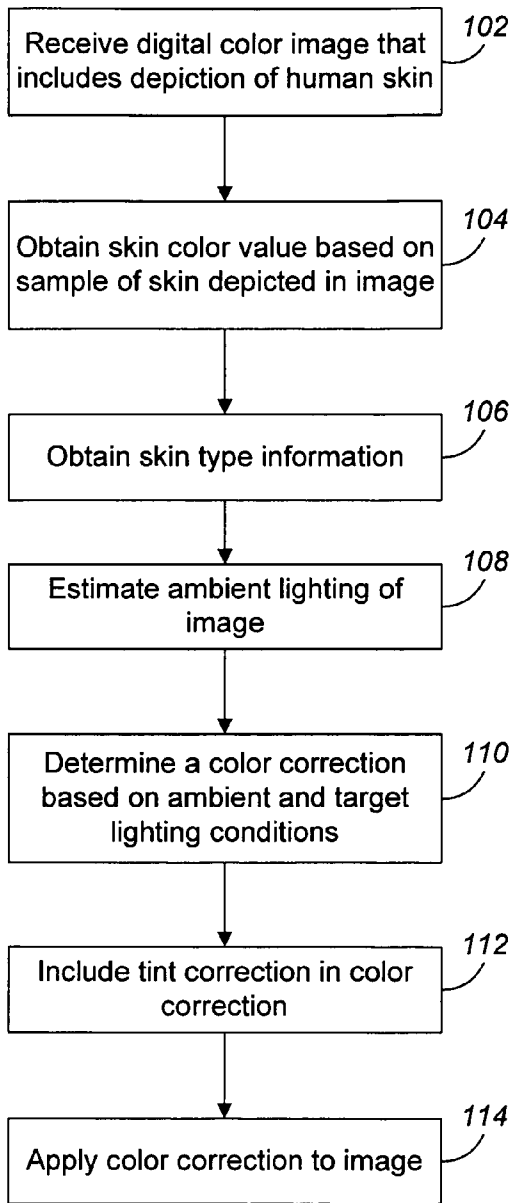 102
Receive digital color image that
includes depiction of human skin
104
Obtain skin color value based on
sample of skin depicted in image
106
Obtain skin type information
108
Estimate ambient lighting of
image
110
Determine a color correction
based on ambient and target
lighting conditions
112
Include tint correction in color
correction
114
Apply color correction to image